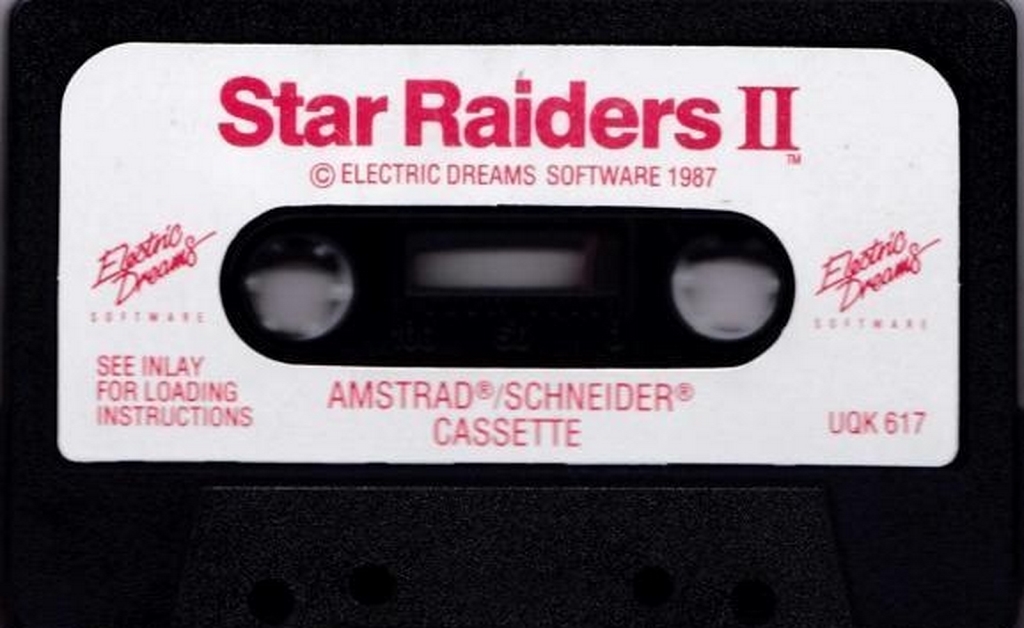 Star Raiders II
TM
© ELECTRIC DREAMS SOFTWARE 1987
Electric
Dreams
SOFTWARE
Electric
Dreams
SOFTWARE
SEE INLAY
FOR LOADING
INSTRUCTIONS
AMSTRAD®/SCHNEIDER®
CASSETTE
UQK 617